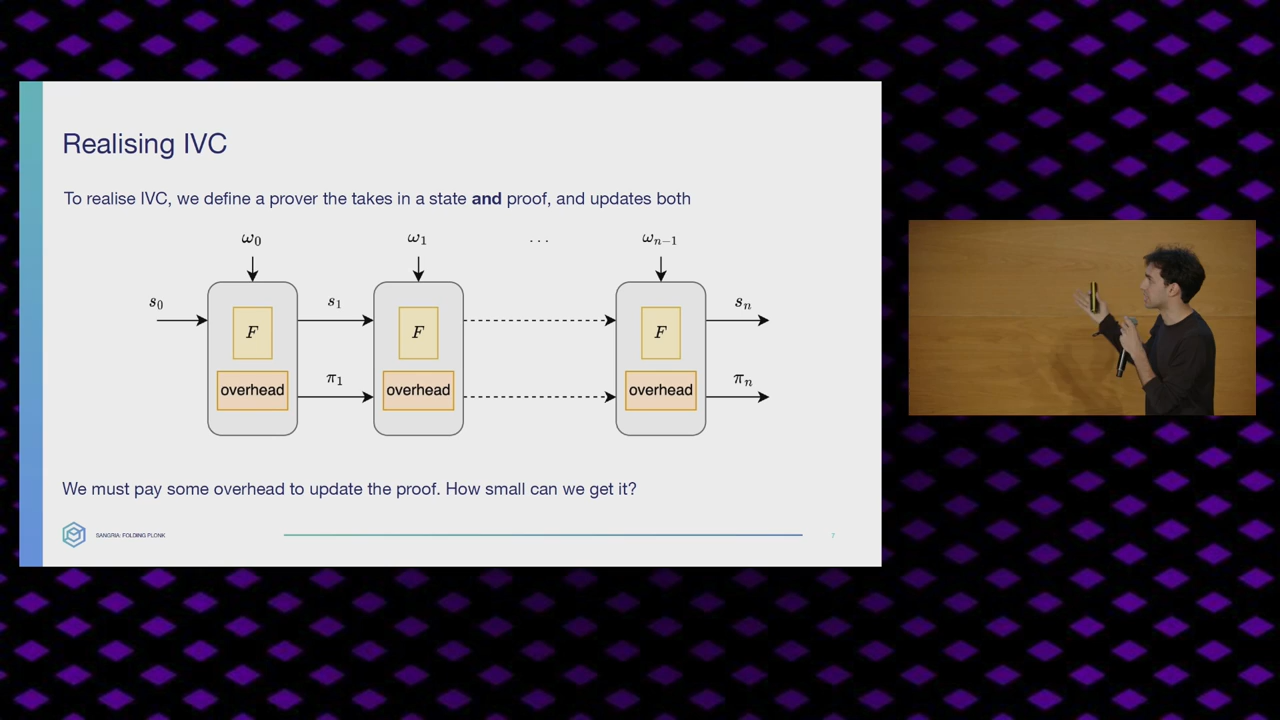 Realising IVC
To realise IVC, we define a prover the takes in a state and proof, and updates both
ω₀ ω₁ ... ωₙ₋₁
s₀ s₁ sₙ
F F F
π₁ πₙ
overhead overhead overhead
We must pay some overhead to update the proof. How small can we get it?
SANGRIA: FOLDING PLONK 7